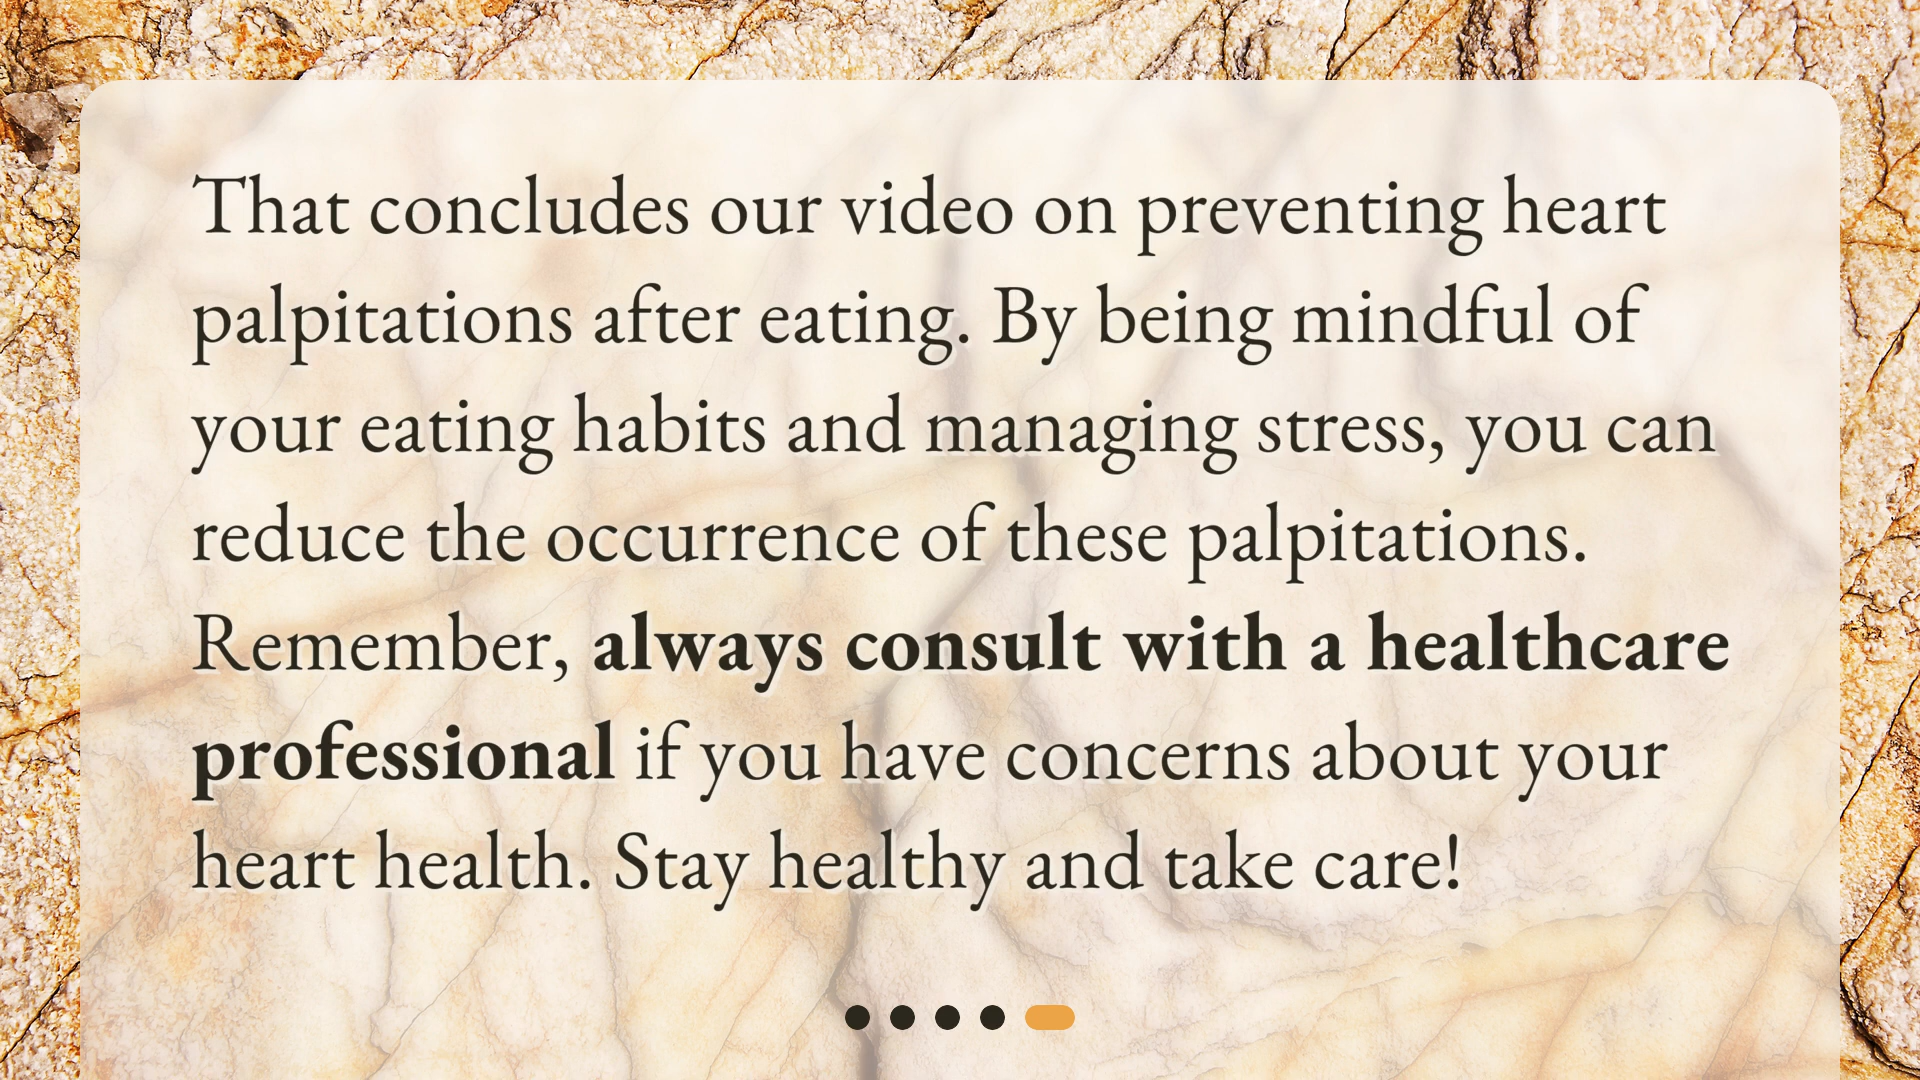 That concludes our video on preventing heart
palpitations after eating. By being mindful of
your eating habits and managing stress, you can
reduce the occurrence of these palpitations.
Remember, always consult with a healthcare
professional if you have concerns about your
heart health. Stay healthy and take care!